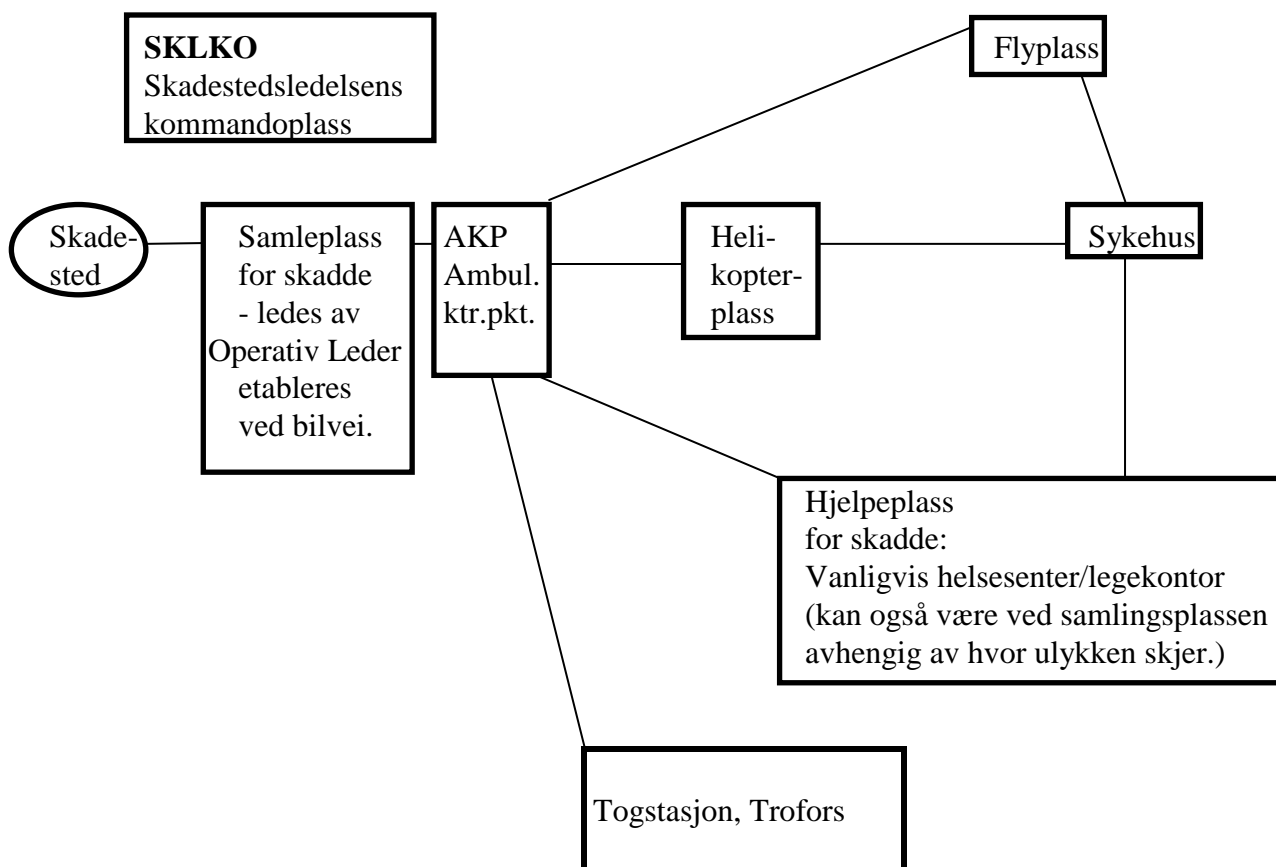 SKLKO
Skadestedsledelsens
kommandoplass
Flyplass
Skade-
sted
Samleplass
for skadde
- ledes av
Operativ Leder
etableres
ved bilvei.
AKP
Ambul.
ktr.pkt.
Heli-
kopter-
plass
Sykehus
Hjelpeplass
for skadde:
Vanligvis helsesenter/legekontor
(kan også være ved samlingsplassen
avhengig av hvor ulykken skjer.)
Togstasjon, Trofors